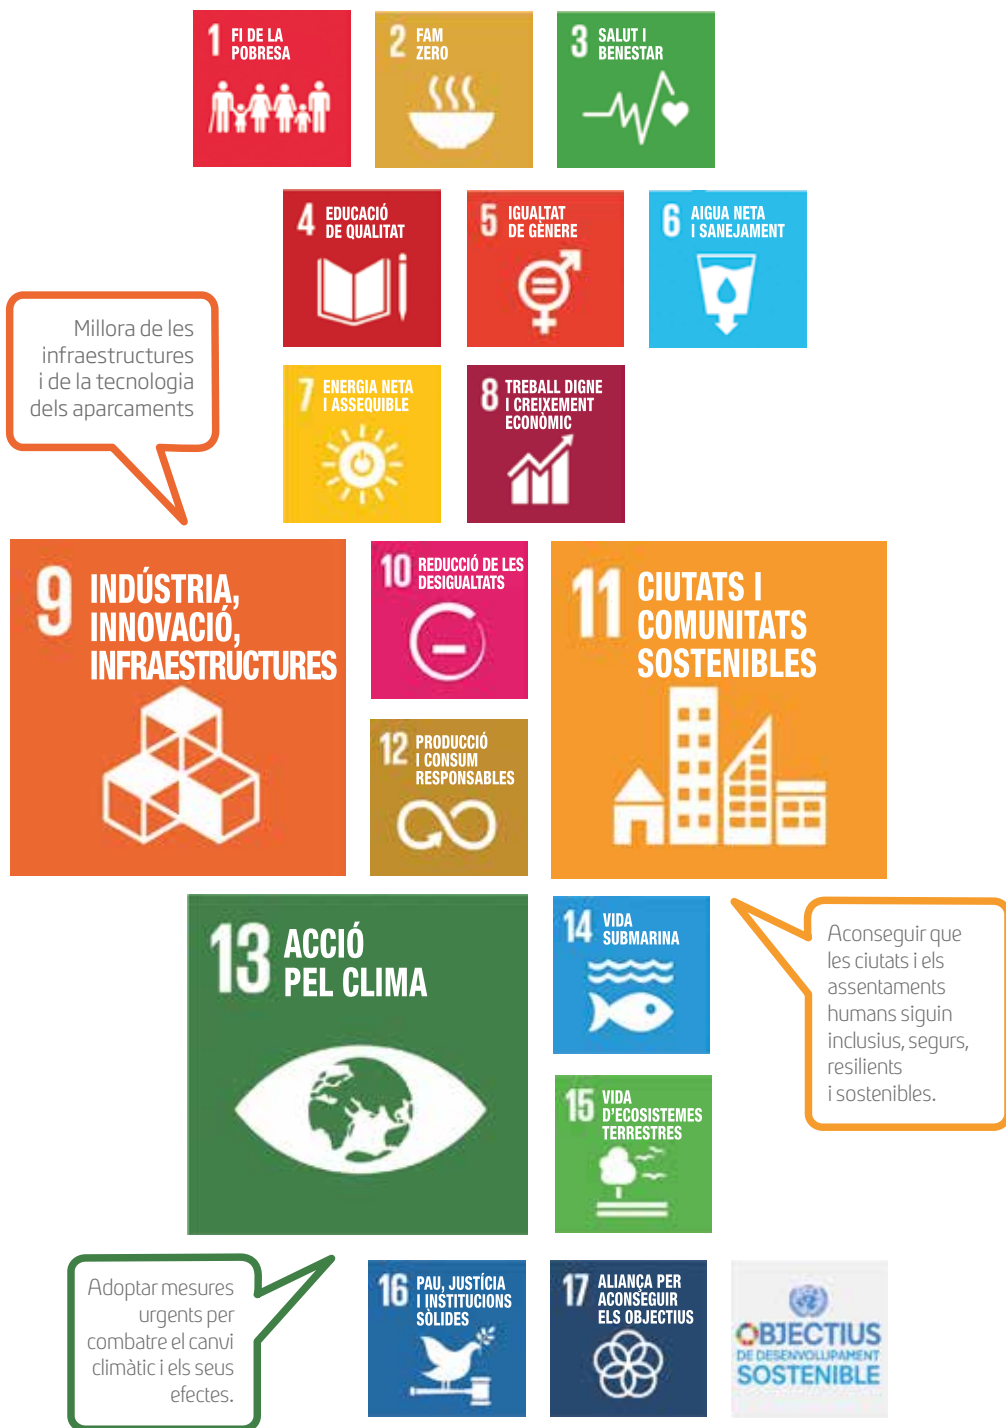 1 FI DE LA
POBRESA
2 FAM
ZERO
3 SALUT I
BENESTAR
4 EDUCACIÓ
DE QUALITAT
5 IGUALTAT
DE GÈNERE
6 AIGUA NETA
I SANEJAMENT
Millora de les
infraestructures
i de la tecnologia
dels aparcaments
7 ENERGIA NETA
I ASSEQUIBLE
8 TREBALL DIGNE
I CREIXEMENT
ECONÒMIC
9 INDÚSTRIA,
INNOVACIÓ,
INFRAESTRUCTURES
10 REDUCCIÓ DE LES
DESIGUALTATS
11 CIUTATS I
COMUNITATS
SOSTENIBLES
12 PRODUCCIÓ
I CONSUM
RESPONSABLES
13 ACCIÓ
PEL CLIMA
14 VIDA
SUBMARINA
Aconseguir que
les ciutats i els
assentaments
humans siguin
inclusius, segurs,
resilients
i sostenibles.
15 VIDA
D'ECOSISTEMES
TERRESTRES
Adoptar mesures
urgents per
combatre el canvi
climàtic i els seus
efectes.
16 PAU, JUSTÍCIA
I INSTITUCIONS
SÒLIDES
17 ALIANÇA PER
ACONSEGUIR
ELS OBJECTIUS
OBJECTIUS
DE DESENVOLUPAMENT
SOSTENIBLE